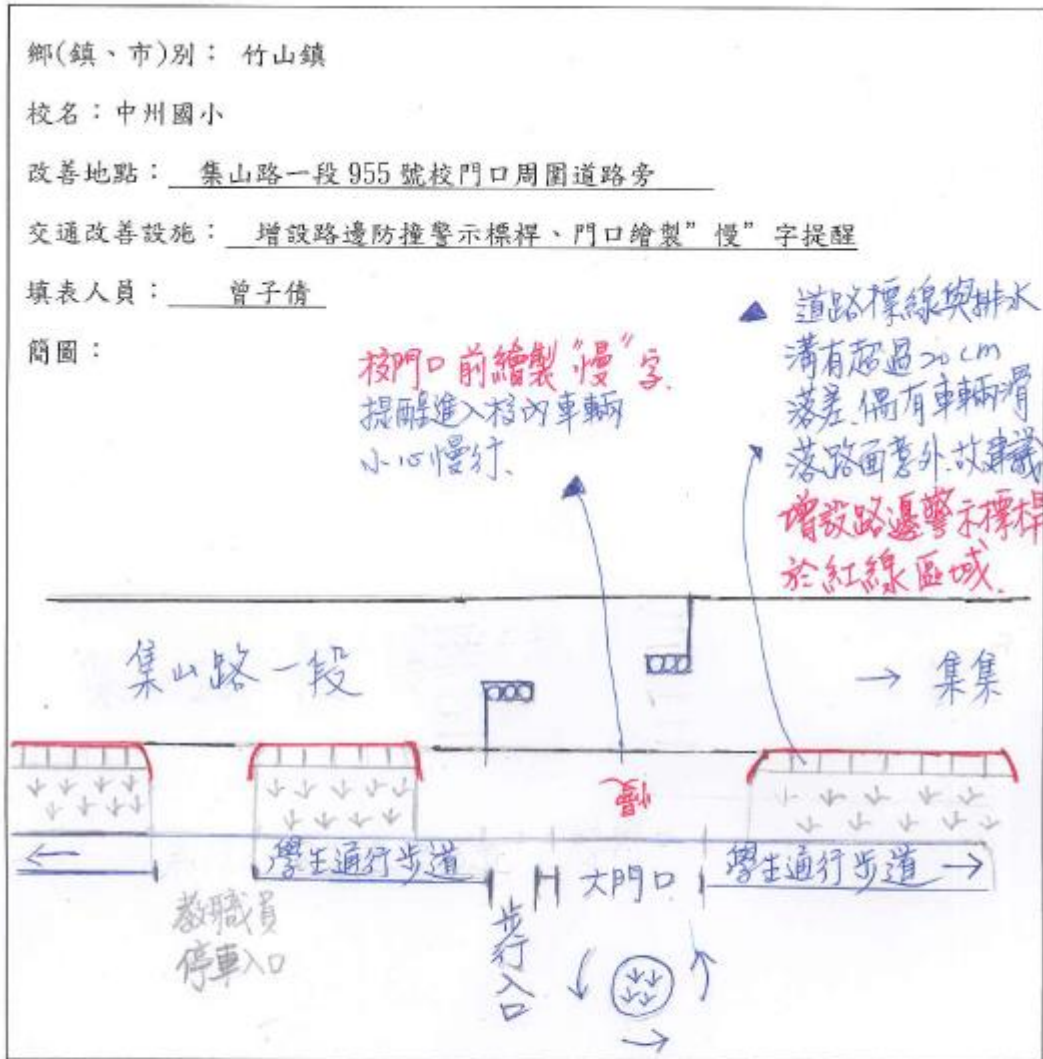 鄉(鎮、市)別： 竹山鎮
校名：中州國小
改善地點： 集山路一段 955 號校門口周圍道路旁
交通改善設施： 增設路邊防撞警示標桿、門口繪製”慢”字提醒
填表人員： 曾子倩
簡圖：
校門口前繪製"慢"字.
提醒進入校內車輛
小心慢行.
道路標線與排水
溝有超過20cm
落差.偶有車輛滑
落路面意外.故建議
增設路邊警示標桿
於紅線區域.
集山路一段
→ 集集
慢
← 學生通行步道
大門口
學生通行步道 →
教職員
停車入口
步行入口